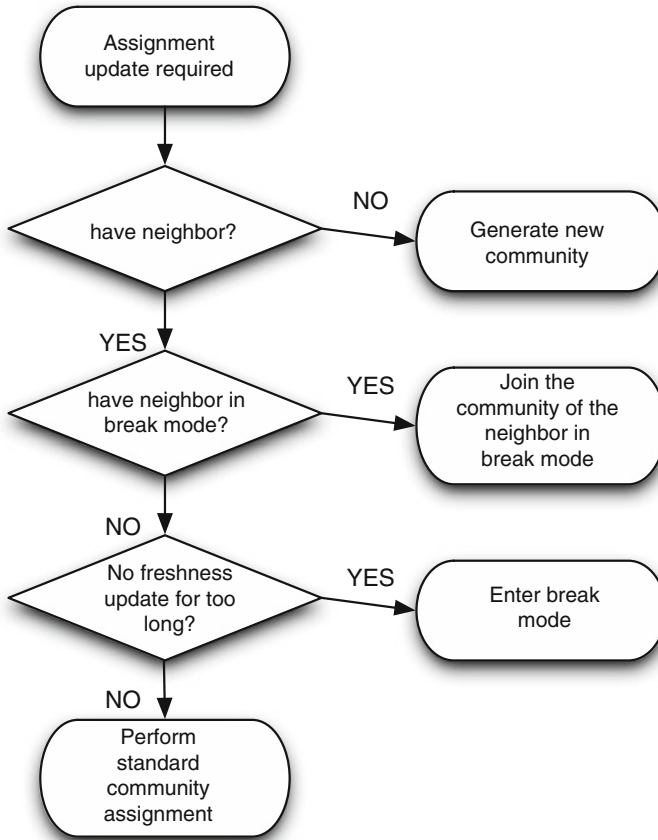 Assignment
update required
have neighbor?
NO
Generate new
community
YES
have neighbor in
break mode?
YES
Join the
community of the
neighbor in
break mode
NO
No freshness
update for too
long?
YES
Enter break
mode
NO
Perform
standard
community
assignment